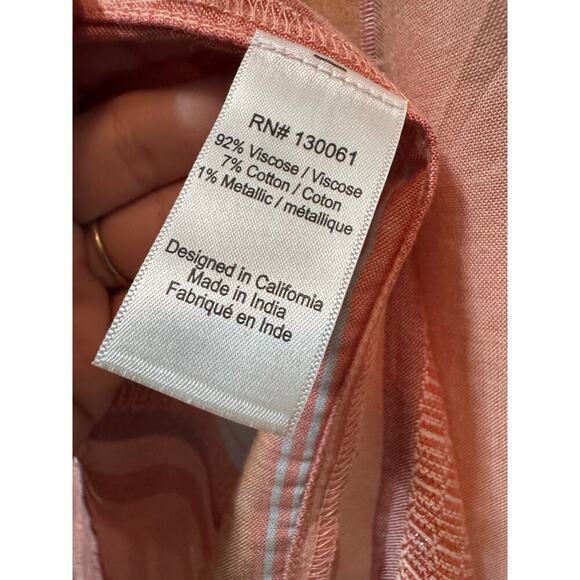 RN# 130061
92% Viscose / Viscose
7% Cotton / Coton
1% Metallic / métallique
Designed in California
Made in India
Fabriqué en Inde